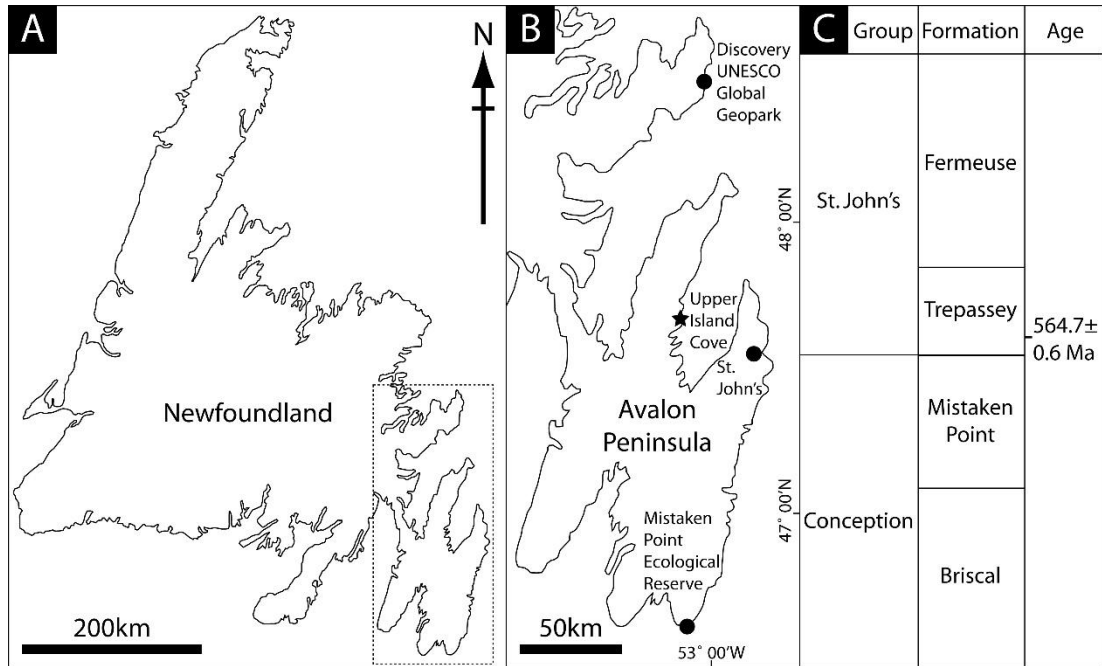 A
N
Newfoundland
200km
B
Discovery
UNESCO
Global
Geopark
48° 00'N
Upper
Island
Cove
St.
John's
Avalon
Peninsula
47° 00'N
Mistaken
Point
Ecological
Reserve
50km
53° 00'W
C
Group Formation Age
Fermeuse
St. John's
Trepassey
564.7±
0.6 Ma
Mistaken
Point
Conception
Briscal